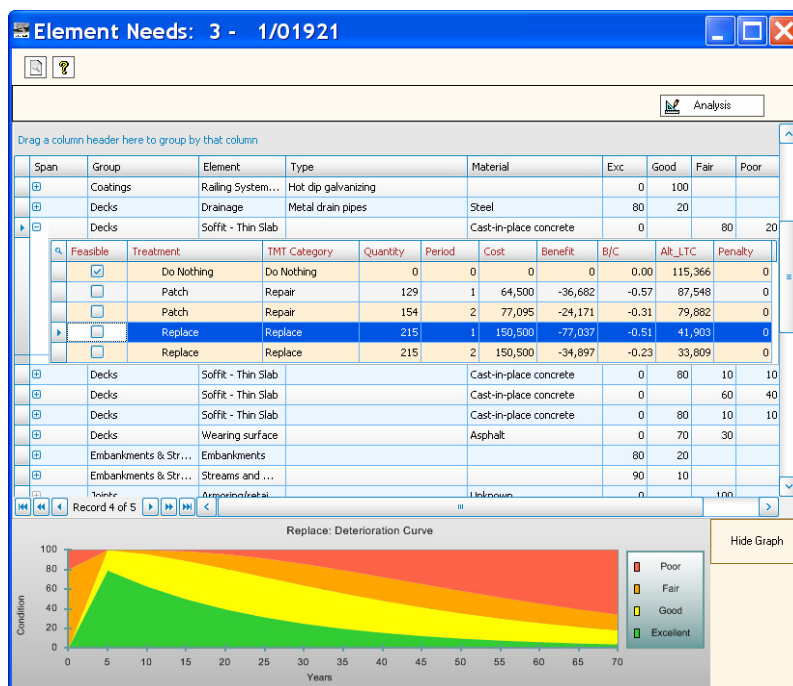 Element Needs: 3 - 1/01921
Analysis
Drag a column header here to group by that column
Span Group Element Type Material Exc Good Fair Poor
Coatings Railing System... Hot dip galvanizing 0 100
Decks Drainage Metal drain pipes Steel 80 20
Decks Soffit - Thin Slab Cast-in-place concrete 0 80 20
Feasible Treatment TMT Category Quantity Period Cost Benefit B/C Alt_LTC Penalty
Do Nothing Do Nothing 0 0 0 0 0.00 115,366 0
Patch Repair 129 1 64,500 -36,682 -0.57 87,548 0
Patch Repair 154 2 77,095 -24,171 -0.31 79,882 0
Replace Replace 215 1 150,500 -77,037 -0.51 41,903 0
Replace Replace 215 2 150,500 -34,897 -0.23 33,809 0
Decks Soffit - Thin Slab Cast-in-place concrete 0 80 10 10
Decks Soffit - Thin Slab Cast-in-place concrete 0 60 40
Decks Soffit - Thin Slab Cast-in-place concrete 0 80 10 10
Decks Wearing surface Asphalt 0 70 30
Embankments & Str... Embankments 80 20
Embankments & Str... Streams and ... 90 10
Joints Armoring/retai Unknown 0 100
Record 4 of 5
Replace: Deterioration Curve
Hide Graph
Condition
100
80
60
40
20
0
0 5 10 15 20 25 30 35 40 45 50 55 60 65 70
Years
Poor
Fair
Good
Excellent